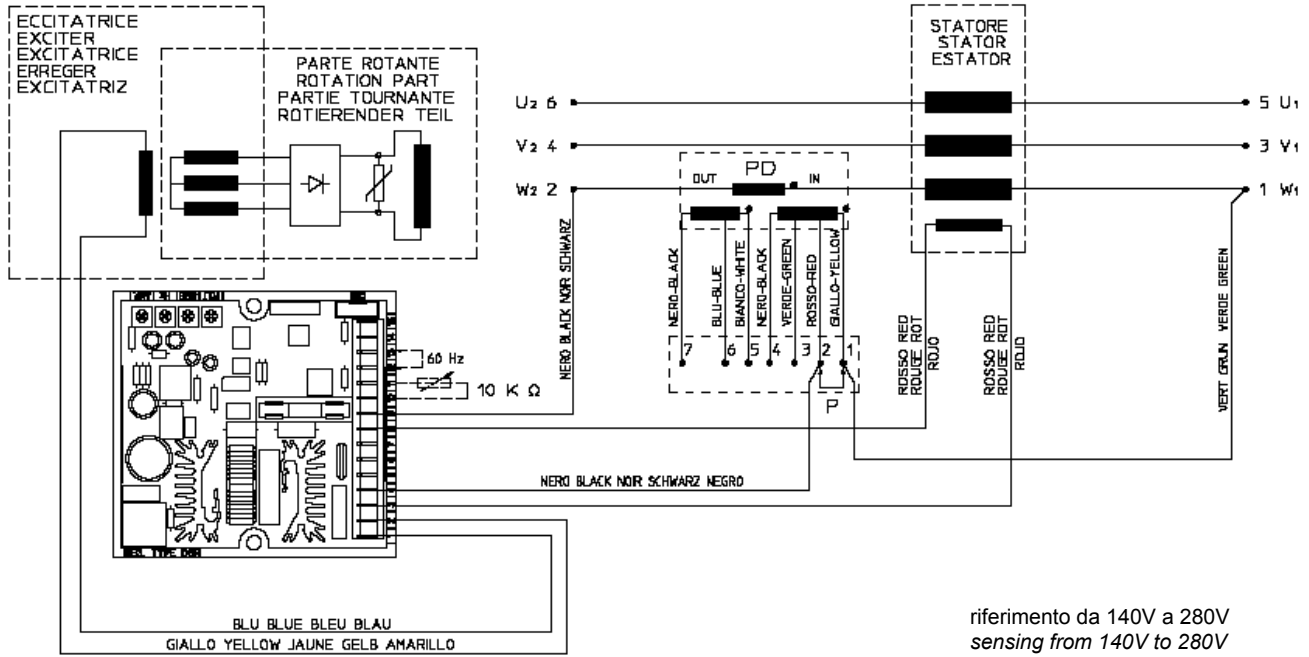 ECCITATRICE
EXCITER
EXCITATRICE
ERREGER
EXCITATRIZ
PARTE ROTANTE
ROTATION PART
PARTIE TOURNANTE
ROTIERENDER TEIL
STATORE
STATOR
ESTATOR
U2 6
5 U1
V2 4
3 V1
W2 2
1 W1
PD
OUT
IN
NERO BLACK NOIR SCHWARZ
NERO-BLACK
BLU-BLUE
BIANCO-WHITE
NERO-BLACK
VERDE-GREEN
ROSSO-RED
GIALLO-YELLOW
7 6 5 4 3 2 1
P
ROSSO RED
ROUGE ROT
ROJO
ROSSO RED
ROUGE ROT
ROJO
VERT GRUN VERDE GREEN
60 Hz
10 K Ω
NERO BLACK NOIR SCHWARZ NEGRO
BLU BLUE BLEU BLAU
GIALLO YELLOW JAUNE GELB AMARILLO
riferimento da 140V a 280V
sensing from 140V to 280V